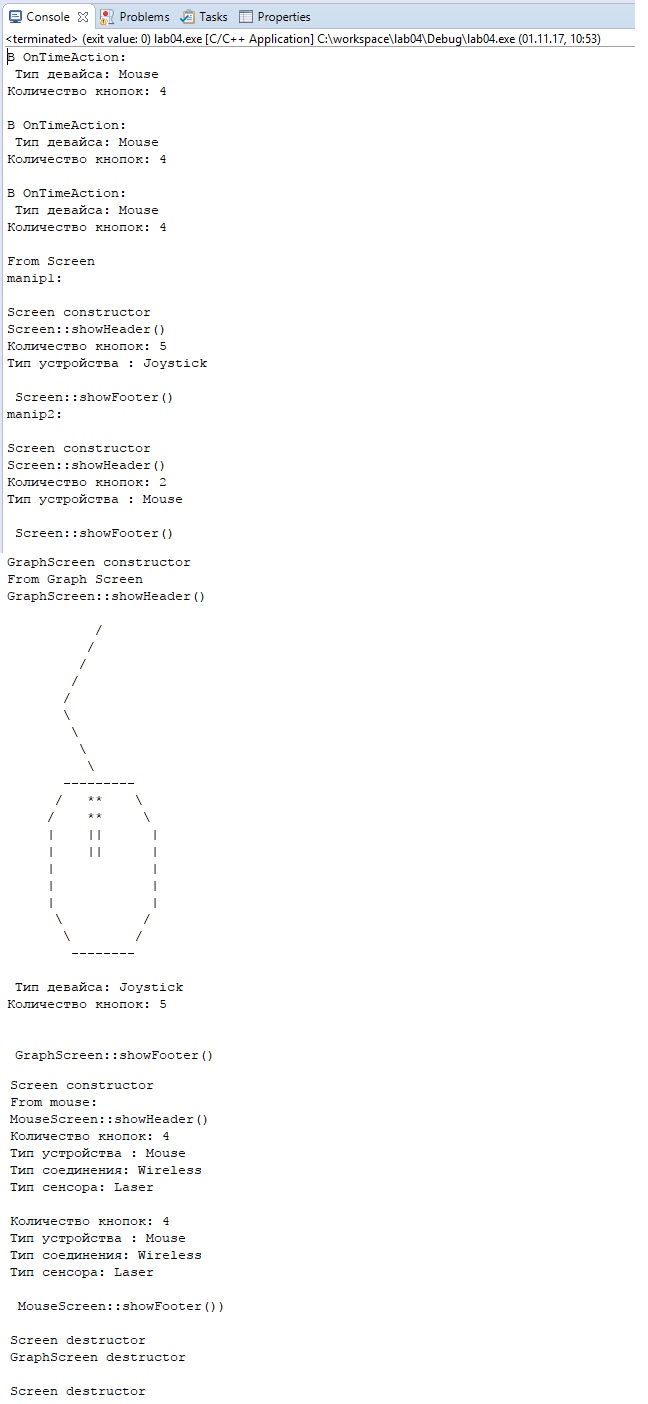 Console Problems Tasks Properties
<terminated> (exit value: 0) lab04.exe [C/C++ Application] C:\workspace\lab04\Debug\lab04.exe (01.11.17, 10:53)
В OnTimeAction:
 Тип девайса: Mouse
Количество кнопок: 4

В OnTimeAction:
 Тип девайса: Mouse
Количество кнопок: 4

В OnTimeAction:
 Тип девайса: Mouse
Количество кнопок: 4

From Screen
manip1:

Screen constructor
Screen::showHeader()
Количество кнопок: 5
Тип устройства : Joystick

 Screen::showFooter()
manip2:

Screen constructor
Screen::showHeader()
Количество кнопок: 2
Тип устройства : Mouse

 Screen::showFooter()
GraphScreen constructor
From Graph Screen
GraphScreen::showHeader()

            /
           /
          /
         /
        /
        \
         \
          \
           \
        ---------
       /   **    \
      /    **     \
      |    ||      |
      |    ||      |
      |            |
      |            |
      |            |
       \          /
        \        /
         --------

 Тип девайса: Joystick
Количество кнопок: 5

 GraphScreen::showFooter()
Screen constructor
From mouse:
MouseScreen::showHeader()
Количество кнопок: 4
Тип устройства : Mouse
Тип соединения: Wireless
Тип сенсора: Laser

Количество кнопок: 4
Тип устройства : Mouse
Тип соединения: Wireless
Тип сенсора: Laser

 MouseScreen::showFooter())

Screen destructor
GraphScreen destructor

Screen destructor